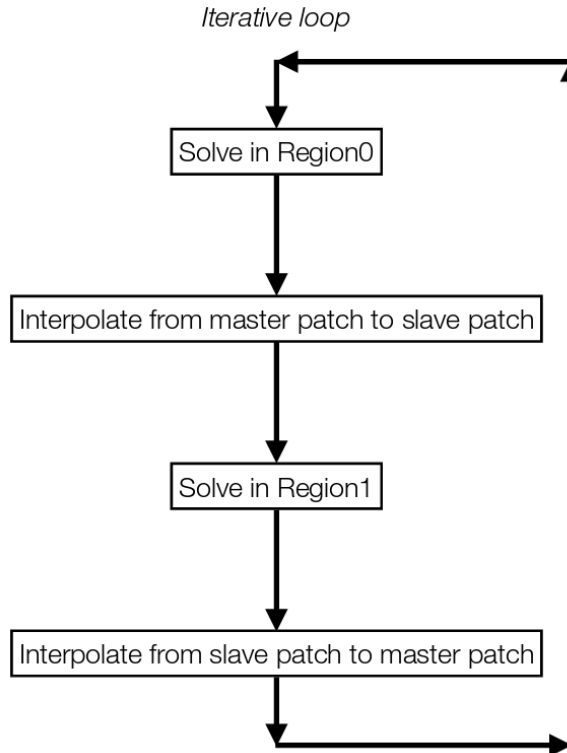 Iterative loop
Solve in Region0
Interpolate from master patch to slave patch
Solve in Region1
Interpolate from slave patch to master patch